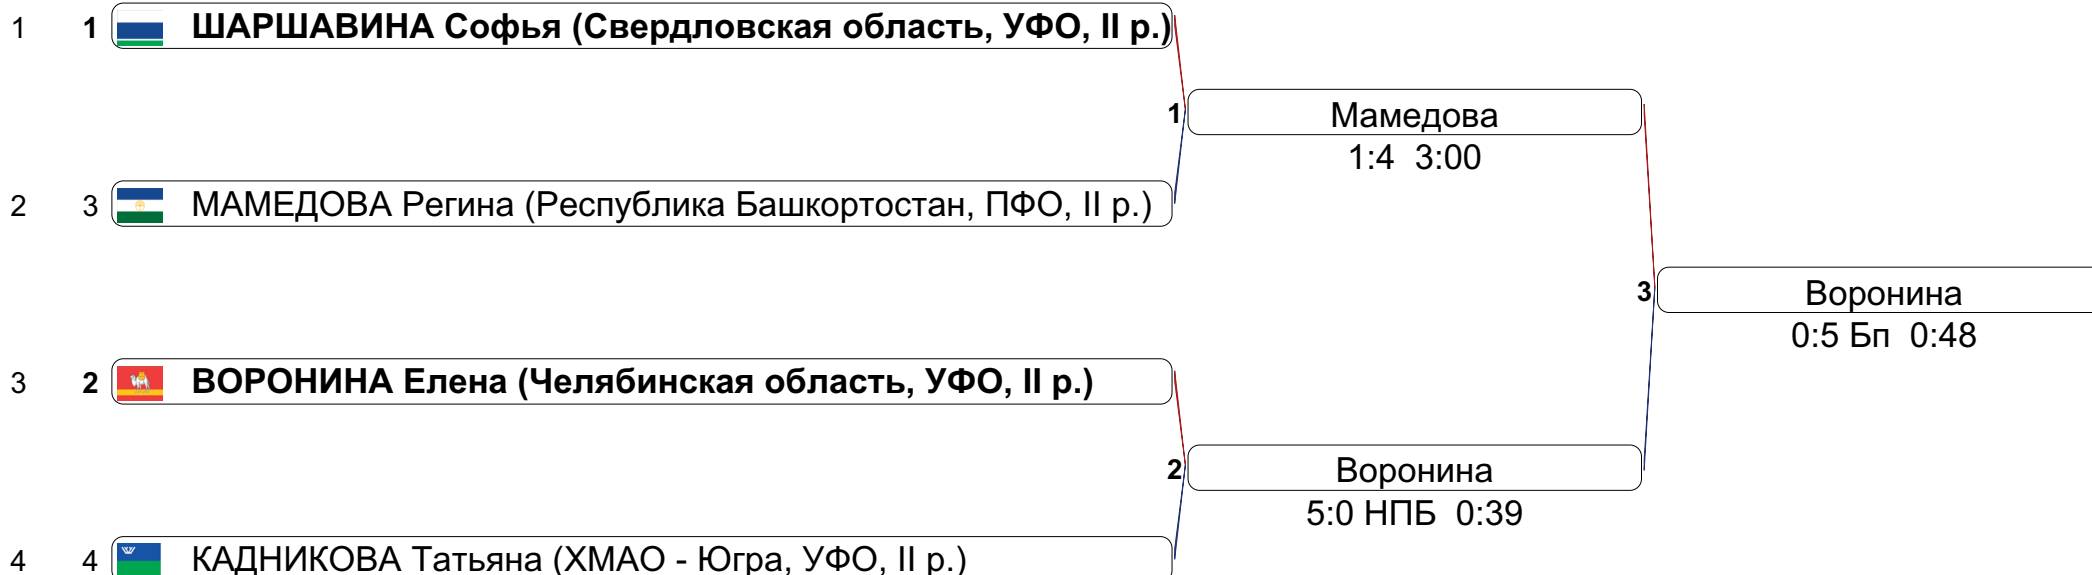 1 1 ШАРШАВИНА Софья (Свердловская область, УФО, II р.)
1 Мамедова
1:4 3:00
2 3 МАМЕДОВА Регина (Республика Башкортостан, ПФО, II р.)
3 Воронина
0:5 Бп 0:48
3 2 ВОРОНИНА Елена (Челябинская область, УФО, II р.)
2 Воронина
5:0 НПБ 0:39
4 4 КАДНИКОВА Татьяна (ХМАО - Югра, УФО, II р.)